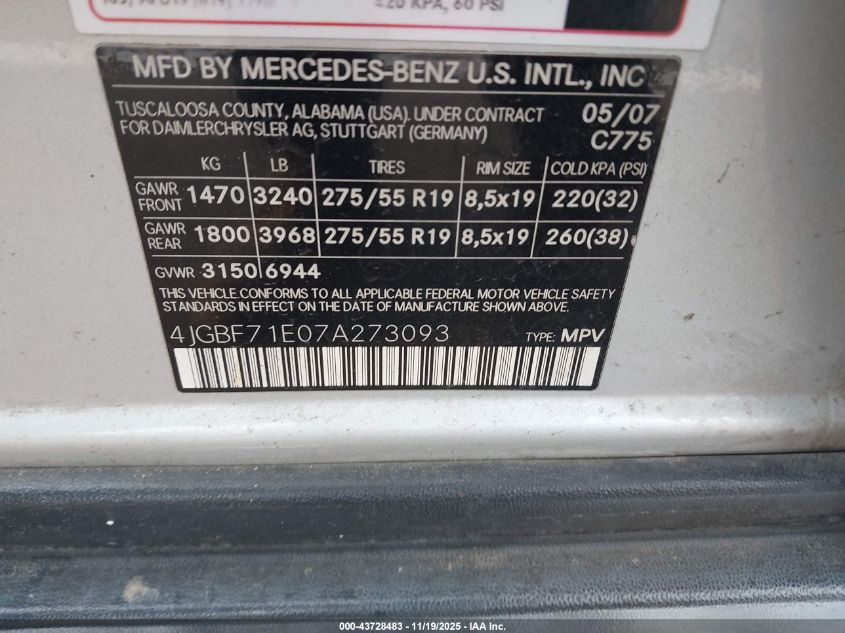 20 KPA, 60 PSI
MFD BY MERCEDES-BENZ U.S. INTL., INC
TUSCALOOSA COUNTY, ALABAMA (USA). UNDER CONTRACT 05/07
FOR DAIMLERCHRYSLER AG, STUTTGART (GERMANY) C775
KG LB TIRES RIM SIZE COLD KPA (PSI)
GAWR FRONT 1470 3240 275/55 R19 8,5x19 220(32)
GAWR REAR 1800 3968 275/55 R19 8,5x19 260(38)
GVWR 3150 6944
THIS VEHICLE CONFORMS TO ALL APPLICABLE FEDERAL MOTOR VEHICLE SAFETY
STANDARDS IN EFFECT ON THE DATE OF MANUFACTURE SHOWN ABOVE.
4JGBF71E07A273093 TYPE: MPV
000-43728483 - 11/19/2025 - IAA Inc.